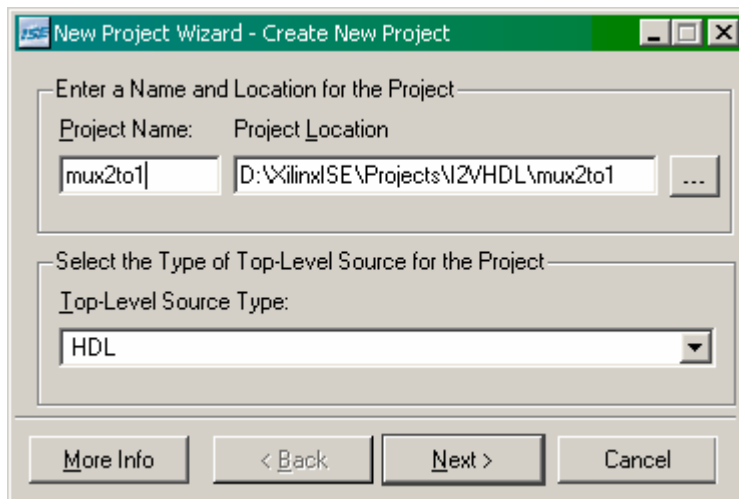 ISE New Project Wizard - Create New Project
Enter a Name and Location for the Project
Project Name: Project Location
mux2to1 D:\XilinxISE\Projects\I2VHDL\mux2to1 ...
Select the Type of Top-Level Source for the Project
Top-Level Source Type:
HDL
More Info < Back Next > Cancel